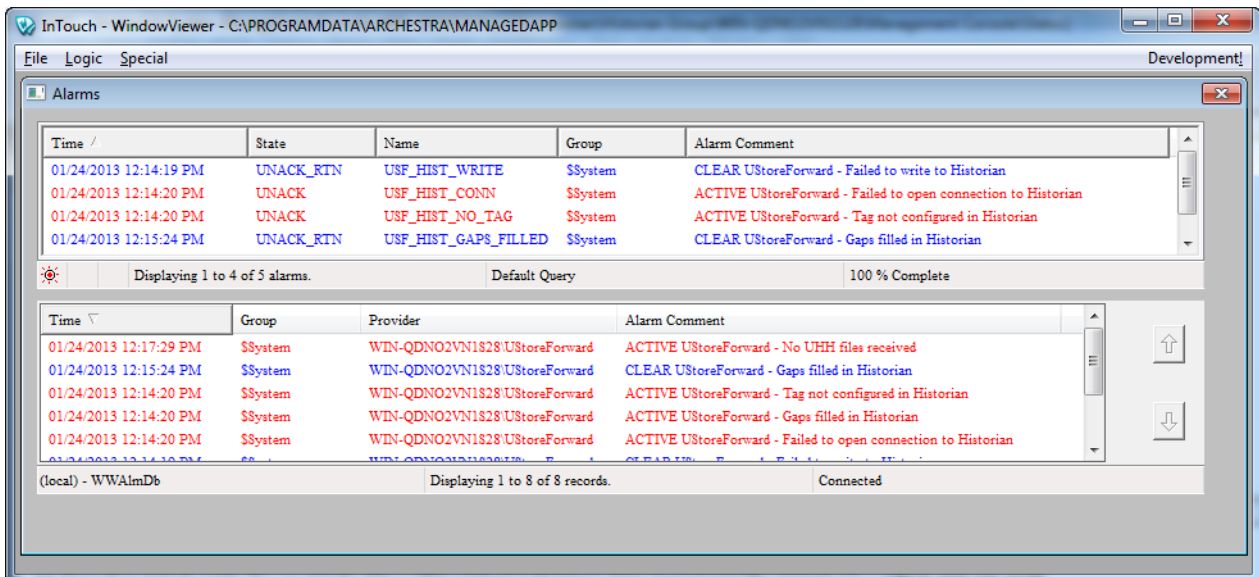 InTouch - WindowViewer - C:\PROGRAMDATA\ARCHESTRA\MANAGEDAPP
File Logic Special Development!
Alarms
Time State Name Group Alarm Comment
01/24/2013 12:14:19 PM UNACK_RTN USF_HIST_WRITE $System CLEAR UStoreForward - Failed to write to Historian
01/24/2013 12:14:20 PM UNACK USF_HIST_CONN $System ACTIVE UStoreForward - Failed to open connection to Historian
01/24/2013 12:14:20 PM UNACK USF_HIST_NO_TAG $System ACTIVE UStoreForward - Tag not configured in Historian
01/24/2013 12:15:24 PM UNACK_RTN USF_HIST_GAPS_FILLED $System CLEAR UStoreForward - Gaps filled in Historian
Displaying 1 to 4 of 5 alarms. Default Query 100 % Complete
Time Group Provider Alarm Comment
01/24/2013 12:17:29 PM $System WIN-QDNO2VN1S28\UStoreForward ACTIVE UStoreForward - No UHH files received
01/24/2013 12:15:24 PM $System WIN-QDNO2VN1S28\UStoreForward CLEAR UStoreForward - Gaps filled in Historian
01/24/2013 12:14:20 PM $System WIN-QDNO2VN1S28\UStoreForward ACTIVE UStoreForward - Tag not configured in Historian
01/24/2013 12:14:20 PM $System WIN-QDNO2VN1S28\UStoreForward ACTIVE UStoreForward - Gaps filled in Historian
01/24/2013 12:14:20 PM $System WIN-QDNO2VN1S28\UStoreForward ACTIVE UStoreForward - Failed to open connection to Historian
(local) - WWAlmDb Displaying 1 to 8 of 8 records. Connected